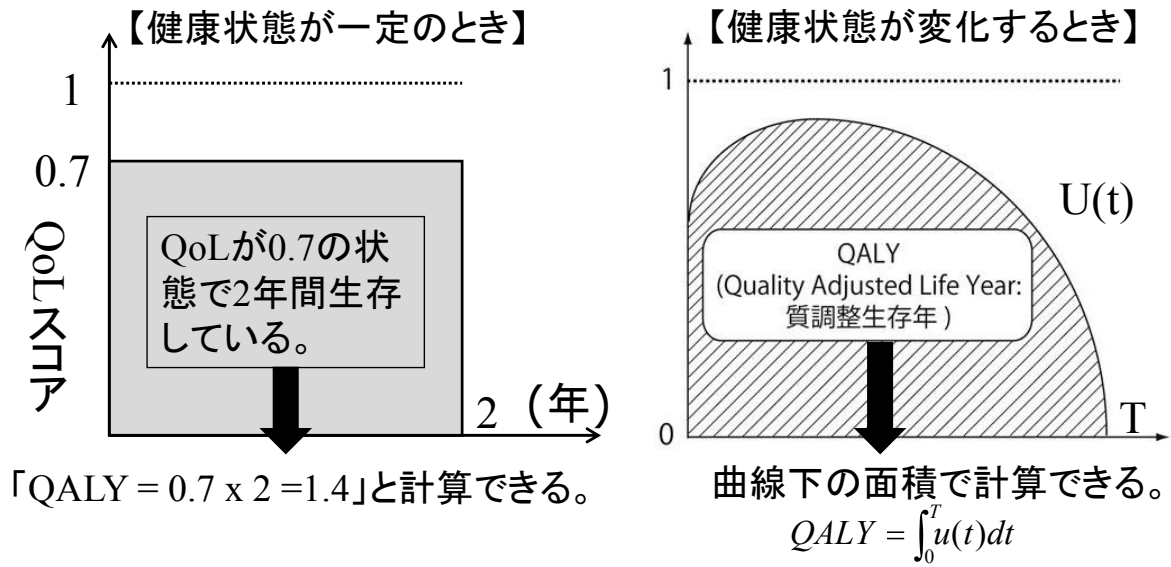 【健康状態が一定のとき】
1
0.7
QoLスコア
QoLが0.7の状
態で2年間生存
している。
2 (年)
「QALY = 0.7 x 2 =1.4」と計算できる。
【健康状態が変化するとき】
1
U(t)
QALY
(Quality Adjusted Life Year:
質調整生存年 )
0
T
曲線下の面積で計算できる。
QALY = ∫₀ᵀ u(t)dt